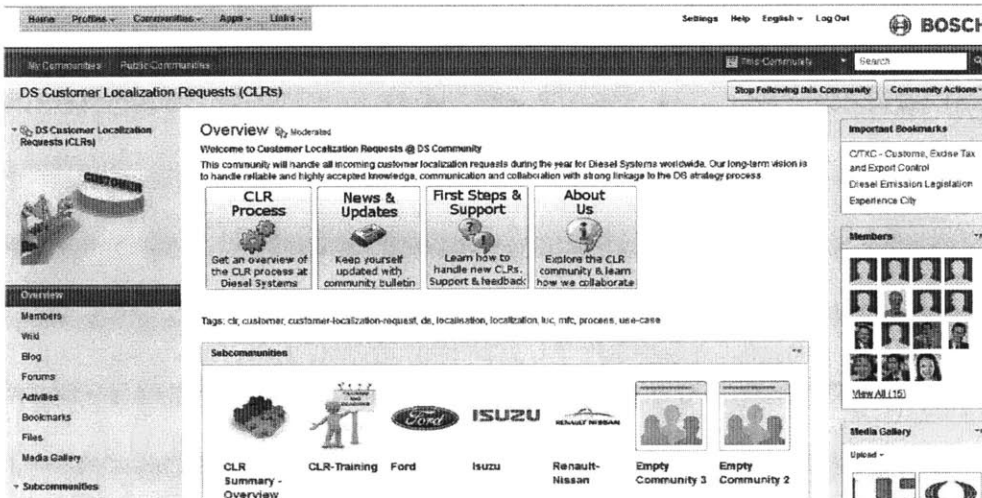 Home Profiles Communities Apps Links
Settings Help English Log Out
BOSCH
My Communities Public Communities
This Community
Search
DS Customer Localization Requests (CLRs)
Stop Following this Community
Community Actions
DS Customer Localization
Requests (CLRs)
CUSTOMER
Overview
Members
Wiki
Blog
Forums
Activities
Bookmarks
Files
Media Gallery
Subcommunities
Overview Moderated
Welcome to Customer Localization Requests @ DS Community
This community will handle all incoming customer localization requests during the year for Diesel Systems worldwide. Our long-term vision is
to handle reliable and highly accepted knowledge, communication and collaboration with strong linkage to the DS strategy process.
CLR
Process
Get an overview of
the CLR process at
Diesel Systems
News &
Updates
Keep yourself
updated with
community bulletin
First Steps &
Support
Learn how to
handle new CLRs.
Support & feedback
About
Us
Explore the CLR
community & learn
how we collaborate
Tags: clr, customer, customer-localization-request, ds, localisation, localization, luc, mfc, process, use-case
Subcommunities
Ford
ISUZU
RENAULT NISSAN
CLR
Summary -
Overview
CLR-Training
Ford
Isuzu
Renault-
Nissan
Empty
Community 3
Empty
Community 2
Important Bookmarks
C/TXC - Customs, Excise Tax
and Export Control
Diesel Emission Legislation
Experience City
Members
View All (15)
Media Gallery
Upload